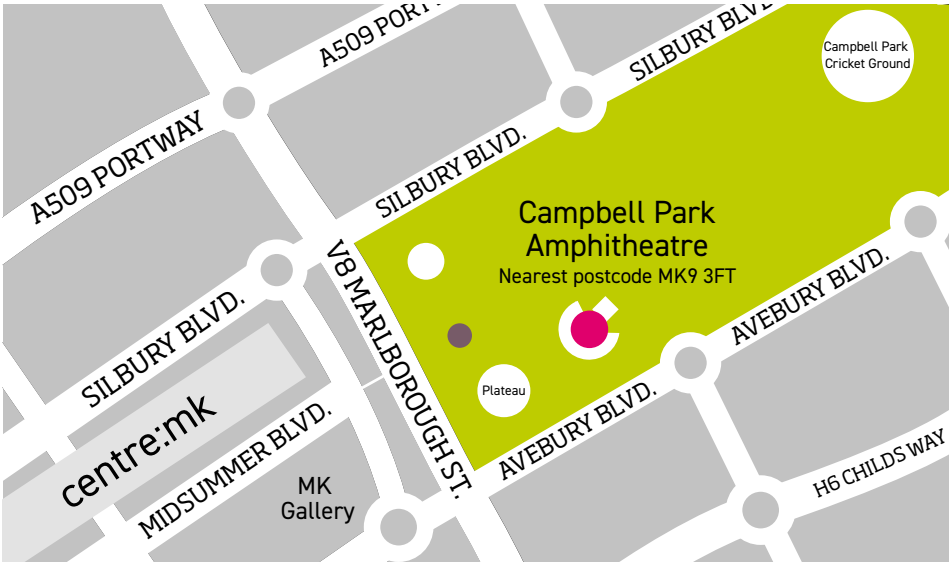 A509 PORT
SILBURY BLVD
Campbell Park
Cricket Ground
A509 PORTWAY
SILBURY BLVD.
Campbell Park
Amphitheatre
Nearest postcode MK9 3FT
V8 MARLBOROUGH ST.
AVEBURY BLVD.
SILBURY BLVD.
Plateau
AVEBURY BLVD.
centre:mk
MIDSUMMER BLVD.
H6 CHILDS WAY
MK
Gallery